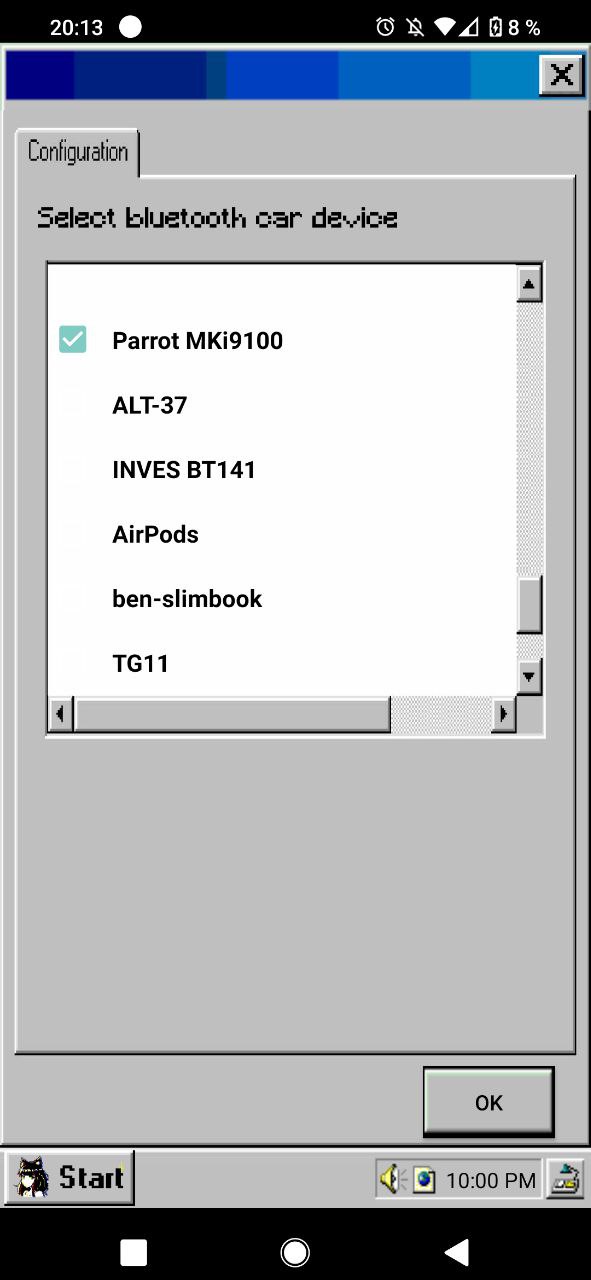 20:13
8 %
Configuration
Select bluetooth car device
Parrot MKi9100
ALT-37
INVES BT141
AirPods
ben-slimbook
TG11
OK
Start
10:00 PM